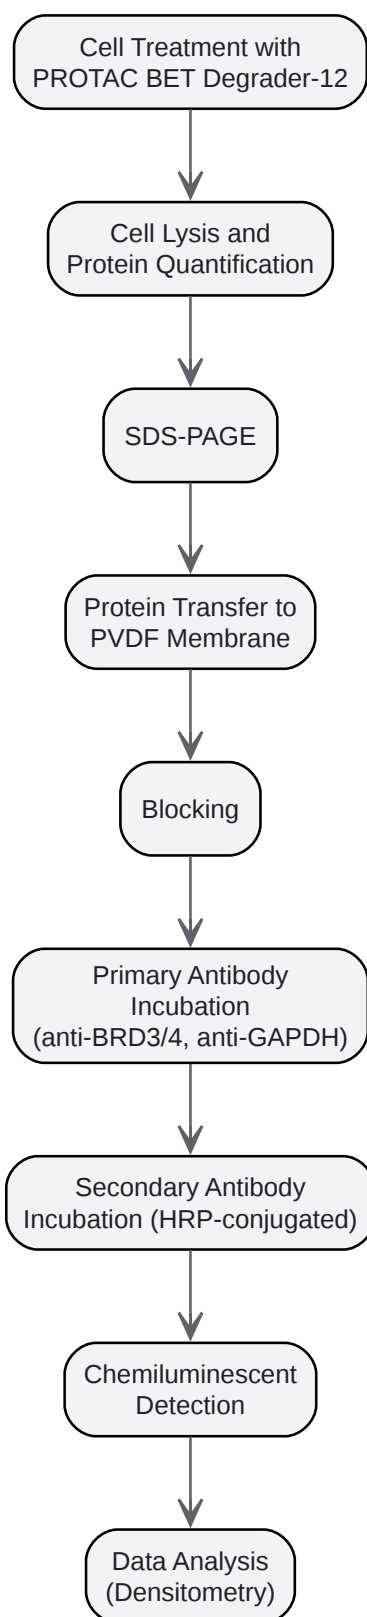 Cell Treatment with
PROTAC BET Degrader-12
Cell Lysis and
Protein Quantification
SDS-PAGE
Protein Transfer to
PVDF Membrane
Blocking
Primary Antibody
Incubation
(anti-BRD3/4, anti-GAPDH)
Secondary Antibody
Incubation (HRP-conjugated)
Chemiluminescent
Detection
Data Analysis
(Densitometry)